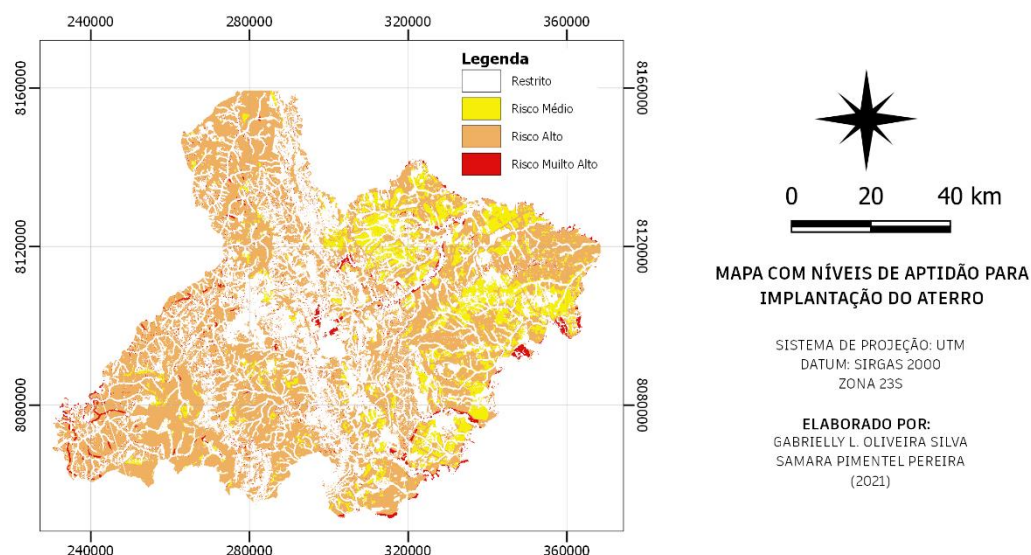 240000 280000 320000 360000
Legenda
Restrito
Risco Médio
Risco Alto
Risco Muilto Alto
8160000 8160000
8120000 8120000
8080000 8080000
240000 280000 320000 360000
0 20 40 km
MAPA COM NÍVEIS DE APTIDÃO PARA
IMPLANTAÇÃO DO ATERRO
SISTEMA DE PROJEÇÃO: UTM
DATUM: SIRGAS 2000
ZONA 23S
ELABORADO POR:
GABRIELLY L. OLIVEIRA SILVA
SAMARA PIMENTEL PEREIRA
(2021)